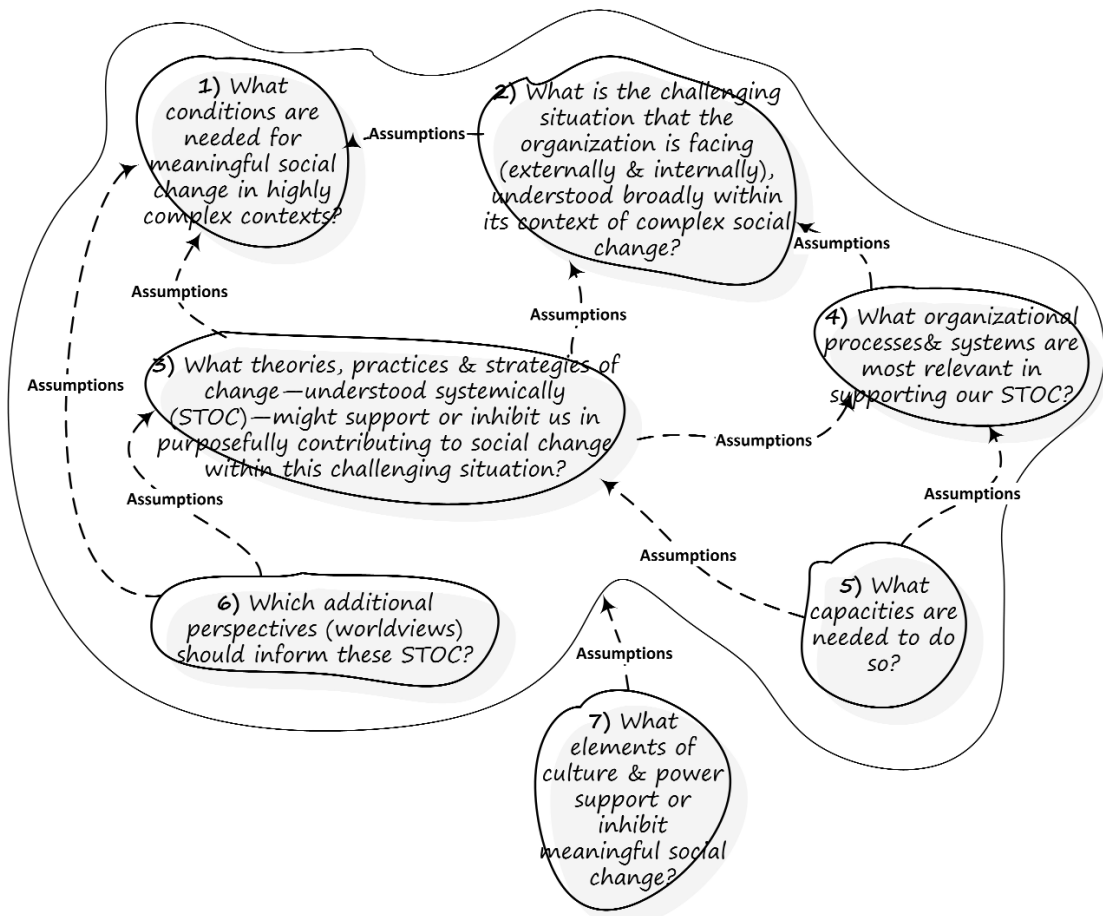 1) What
conditions are
needed for
meaningful social
change in highly
complex contexts?
Assumptions
2) What is the challenging
situation that the
organization is facing
(externally & internally),
understood broadly within
its context of complex social
change?
Assumptions
Assumptions
Assumptions
Assumptions
3) What theories, practices & strategies of
change—understood systemically
(STOC)—might support or inhibit us in
purposefully contributing to social change
within this challenging situation?
4) What organizational
processes& systems are
most relevant in
supporting our STOC?
Assumptions
Assumptions
Assumptions
Assumptions
6) Which additional
perspectives (worldviews)
should inform these STOC?
5) What
capacities are
needed to do
so?
Assumptions
7) What
elements of
culture & power
support or
inhibit
meaningful social
change?